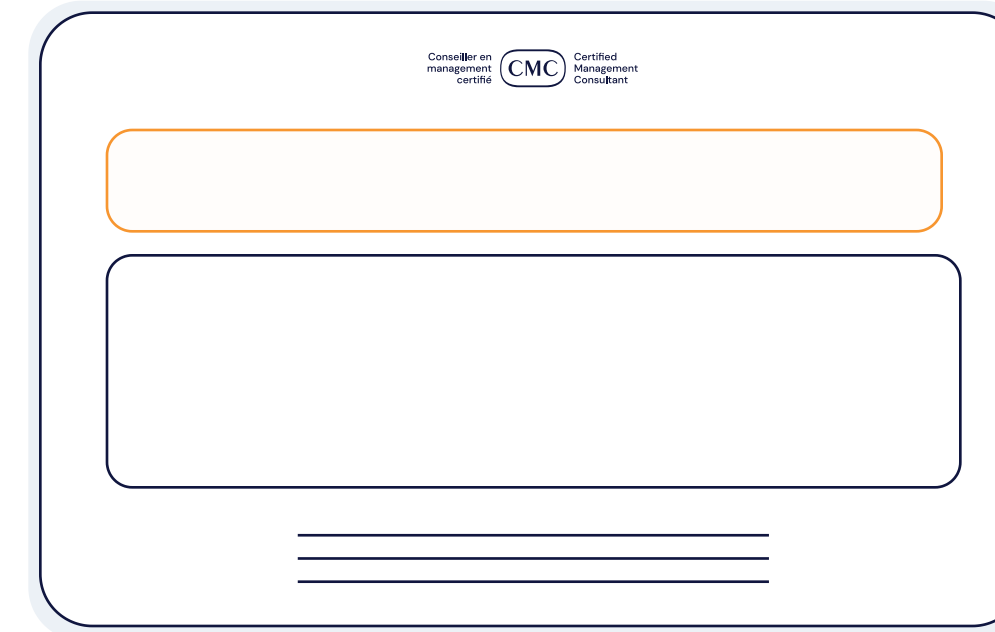 Conseiller en
management
certifié
CMC
Certified
Management
Consultant